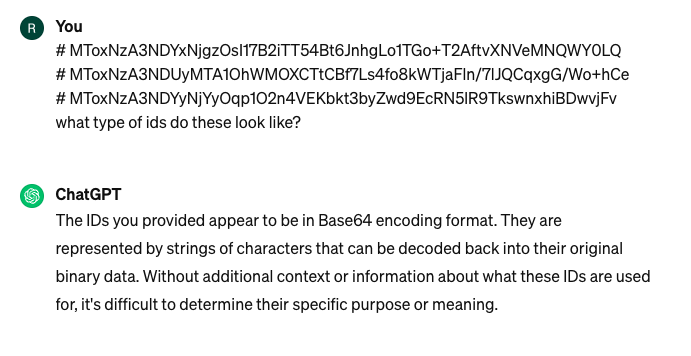 R
You
# MToxNzA3NDYxNjgzOsI17B2iTT54Bt6JnhgLo1TGo+T2AftvXNVeMNQWY0LQ
# MToxNzA3NDUyMTA1OhWMOXCTtCBf7Ls4fo8kWTjaFln/7lJQCqxgG/Wo+hCe
# MToxNzA3NDYyNjYyOqp1O2n4VEKbkt3byZwd9EcRN5lR9TkswnxhiBDwvjFv
what type of ids do these look like?
ChatGPT
The IDs you provided appear to be in Base64 encoding format. They are
represented by strings of characters that can be decoded back into their original
binary data. Without additional context or information about what these IDs are used
for, it's difficult to determine their specific purpose or meaning.